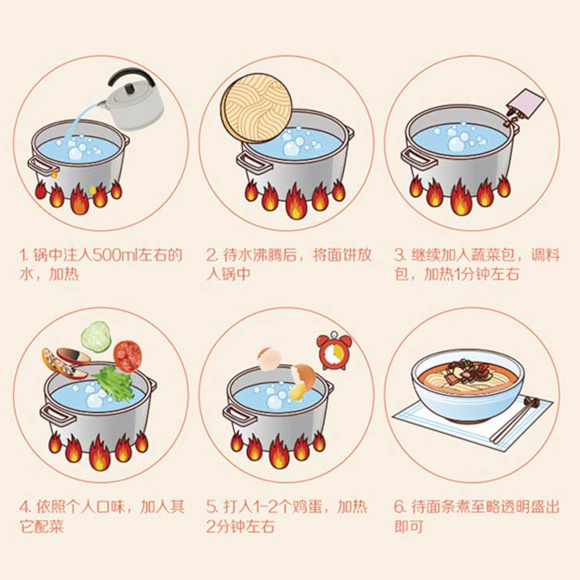 1. 锅中注入500ml左右的
水，加热
2. 待水沸腾后，将面饼放
入锅中
3. 继续加入蔬菜包，调料
包，加热1分钟左右
4. 依照个人口味，加入其
它配菜
5. 打入1-2个鸡蛋，加热
2分钟左右
6. 待面条煮至略透明盛出
即可